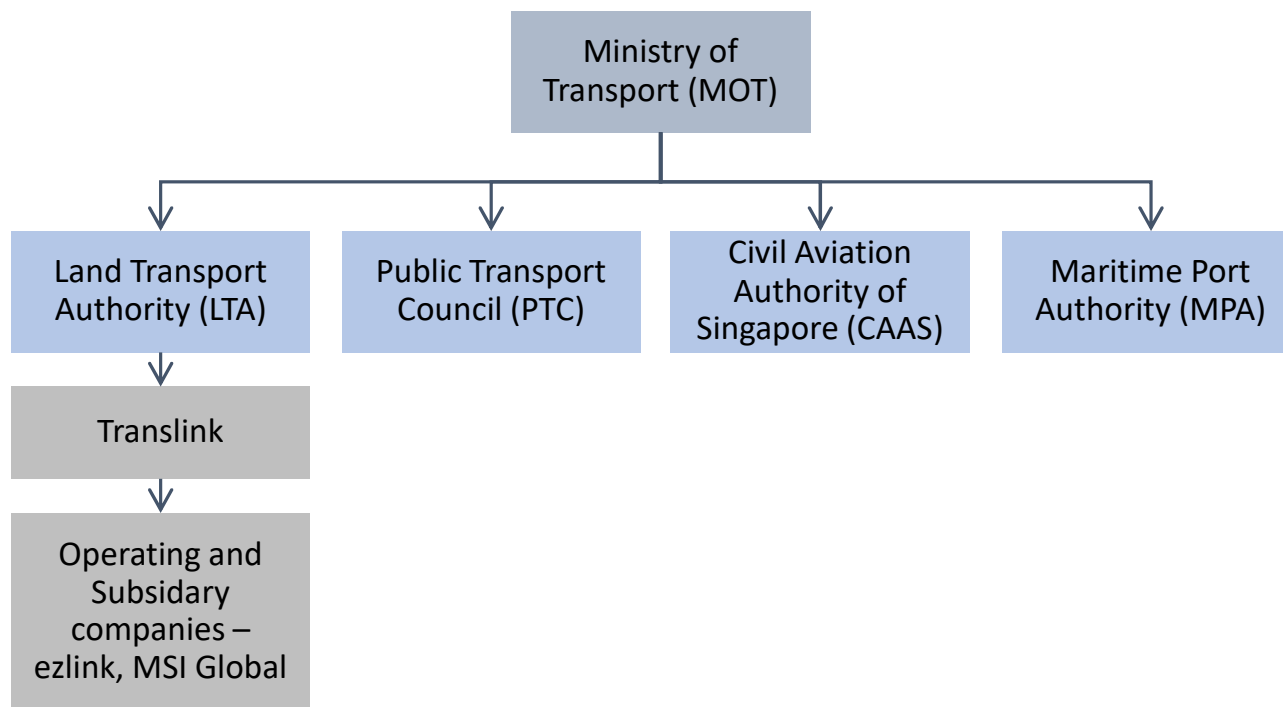 Ministry of
Transport (MOT)
Land Transport
Authority (LTA)
Public Transport
Council (PTC)
Civil Aviation
Authority of
Singapore (CAAS)
Maritime Port
Authority (MPA)
Translink
Operating and
Subsidary
companies –
ezlink, MSI Global